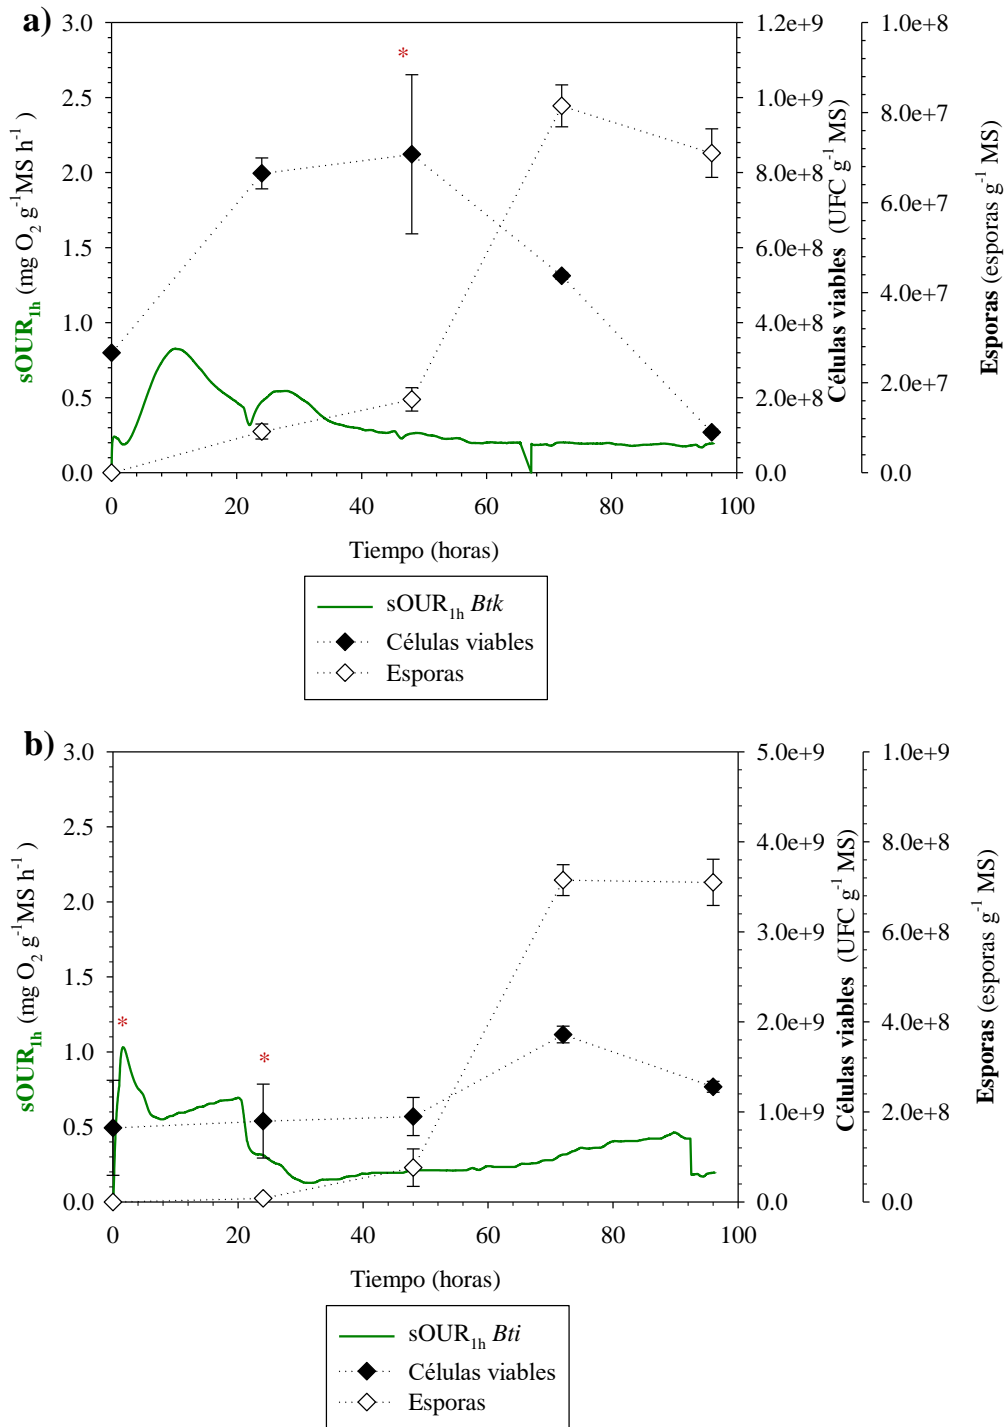 a)
3.0
2.5
2.0
1.5
1.0
0.5
0.0
sOUR1h (mg O2 g-1MS h-1)
*
1.2e+9
1.0e+9
8.0e+8
6.0e+8
4.0e+8
2.0e+8
0.0
Células viables (UFC g-1 MS)
1.0e+8
8.0e+7
6.0e+7
4.0e+7
2.0e+7
0.0
Esporas (esporas g-1 MS)
0 20 40 60 80 100
Tiempo (horas)
sOUR1h Btk
Células viables
Esporas
b)
3.0
2.5
2.0
1.5
1.0
0.5
0.0
sOUR1h (mg O2 g-1MS h-1)
*
*
5.0e+9
4.0e+9
3.0e+9
2.0e+9
1.0e+9
0.0
Células viables (UFC g-1 MS)
1.0e+9
8.0e+8
6.0e+8
4.0e+8
2.0e+8
0.0
Esporas (esporas g-1 MS)
0 20 40 60 80 100
Tiempo (horas)
sOUR1h Bti
Células viables
Esporas